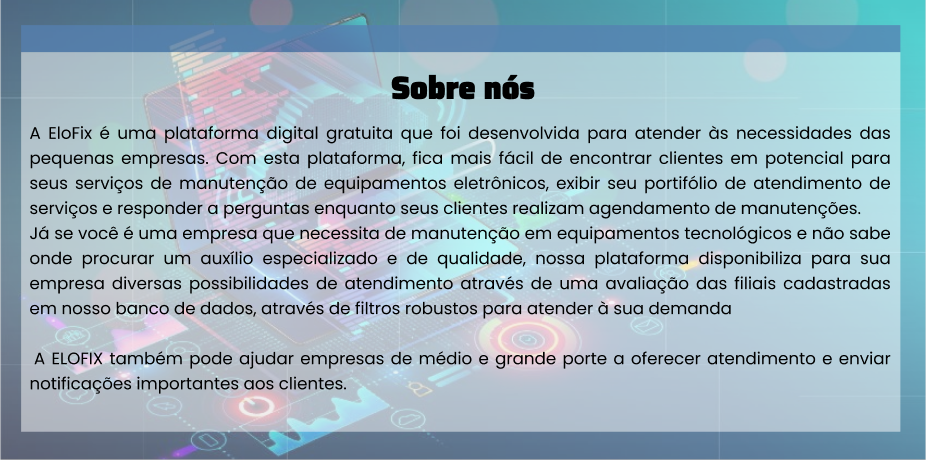 Sobre nós
A EloFix é uma plataforma digital gratuita que foi desenvolvida para atender às necessidades das
pequenas empresas. Com esta plataforma, fica mais fácil de encontrar clientes em potencial para
seus serviços de manutenção de equipamentos eletrônicos, exibir seu portifólio de atendimento de
serviços e responder a perguntas enquanto seus clientes realizam agendamento de manutenções.
Já se você é uma empresa que necessita de manutenção em equipamentos tecnológicos e não sabe
onde procurar um auxílio especializado e de qualidade, nossa plataforma disponibiliza para sua
empresa diversas possibilidades de atendimento através de uma avaliação das filiais cadastradas
em nosso banco de dados, através de filtros robustos para atender à sua demanda
A ELOFIX também pode ajudar empresas de médio e grande porte a oferecer atendimento e enviar
notificações importantes aos clientes.